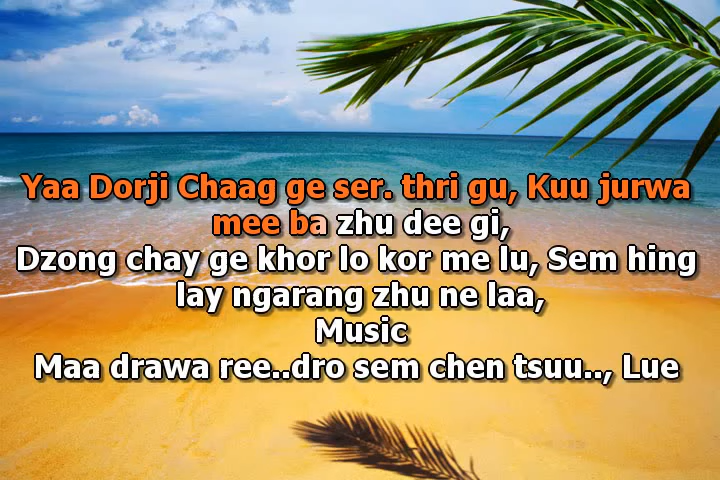 Yaa Dorji Chaag ge ser. thri gu, Kuu jurwa
mee ba zhu dee gi,
Dzong chay ge khor lo kor me lu, Sem hing
lay ngarang zhu ne laa,
Music
Maa drawa ree..dro sem chen tsuu.., Lue